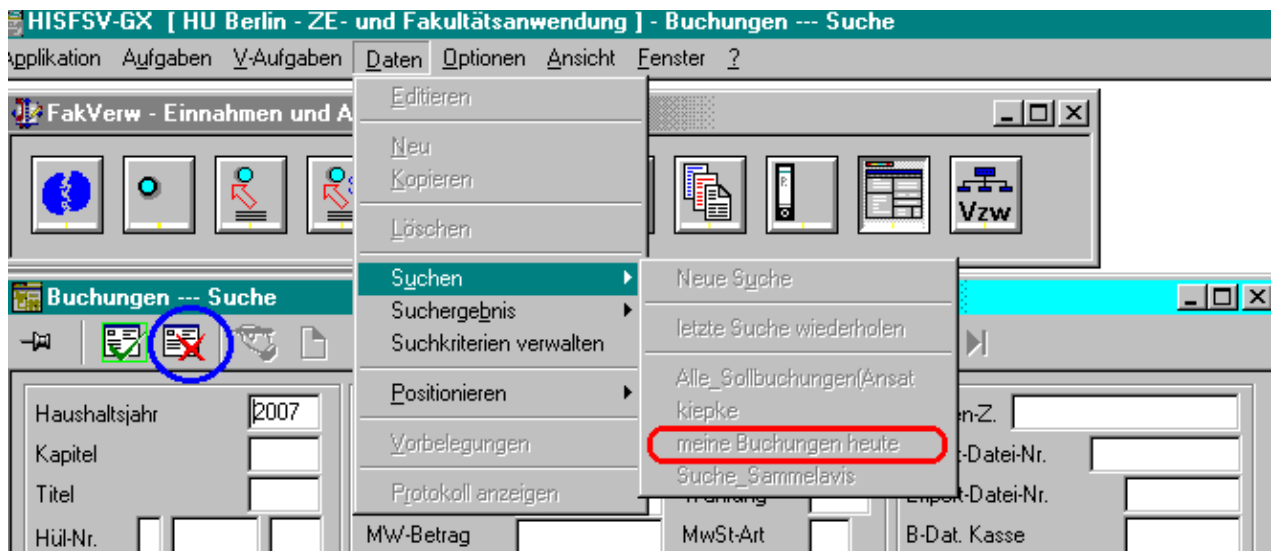 HISFSV-GX [ HU Berlin - ZE- und Fakultätsanwendung ] - Buchungen --- Suche
Applikation Aufgaben V-Aufgaben Daten Optionen Ansicht Fenster ?
FakVerw - Einnahmen und A
Editieren
Neu
Kopieren
Löschen
Suchen
Suchergebnis
Suchkriterien verwalten
Positionieren
Vorbelegungen
Protokoll anzeigen
Neue Suche
letzte Suche wiederholen
Alle_Sollbuchungen(Ansat
kiepke
meine Buchungen heute
Suche_Sammelavis
Vzw
Buchungen --- Suche
Haushaltsjahr 2007
Kapitel
Titel
Hül-Nr.
MW-Betrag
MwSt-Art
en-Z.
t-Datei-Nr.
B-Dat. Kasse